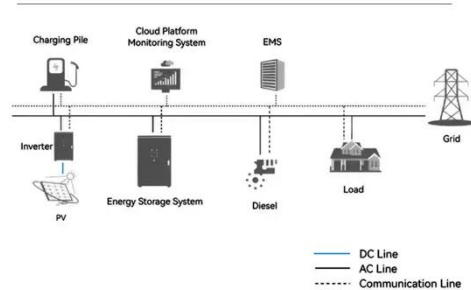 Charging Pile
Cloud Platform
Monitoring System
EMS
Inverter
Grid
PV
Energy Storage System
Diesel
Load
DC Line
AC Line
Communication Line